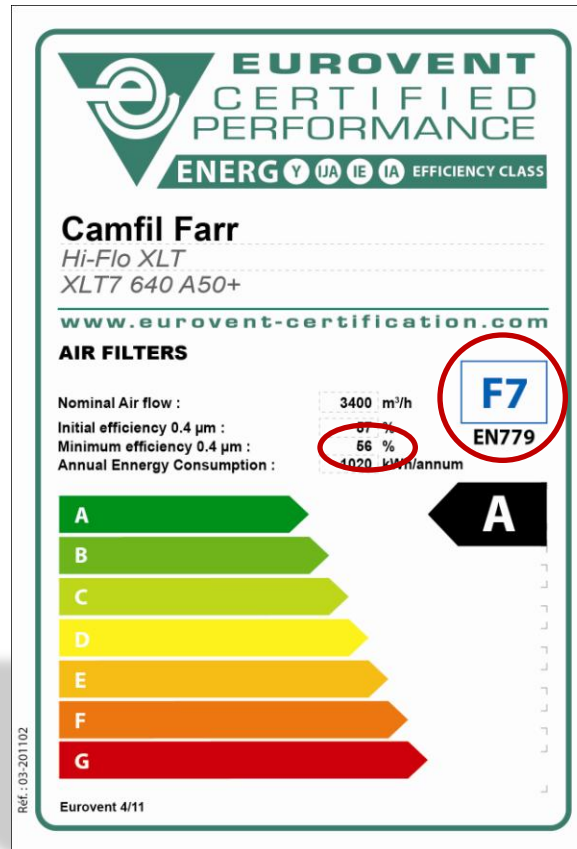 EUROVENT
CERTIFIED
PERFORMANCE
ENERG Y IJA IE IA EFFICIENCY CLASS
Camfil Farr
Hi-Flo XLT
XLT7 640 A50+
www.eurovent-certification.com
AIR FILTERS
F7
EN779
Nominal Air flow : 3400 m³/h
Initial efficiency 0.4 µm : 57 %
Minimum efficiency 0.4 µm : 56 %
Annual Ennergy Consumption : 1020 kWh/annum
A
A
B
C
D
E
F
G
Réf. : 03-201102
Eurovent 4/11